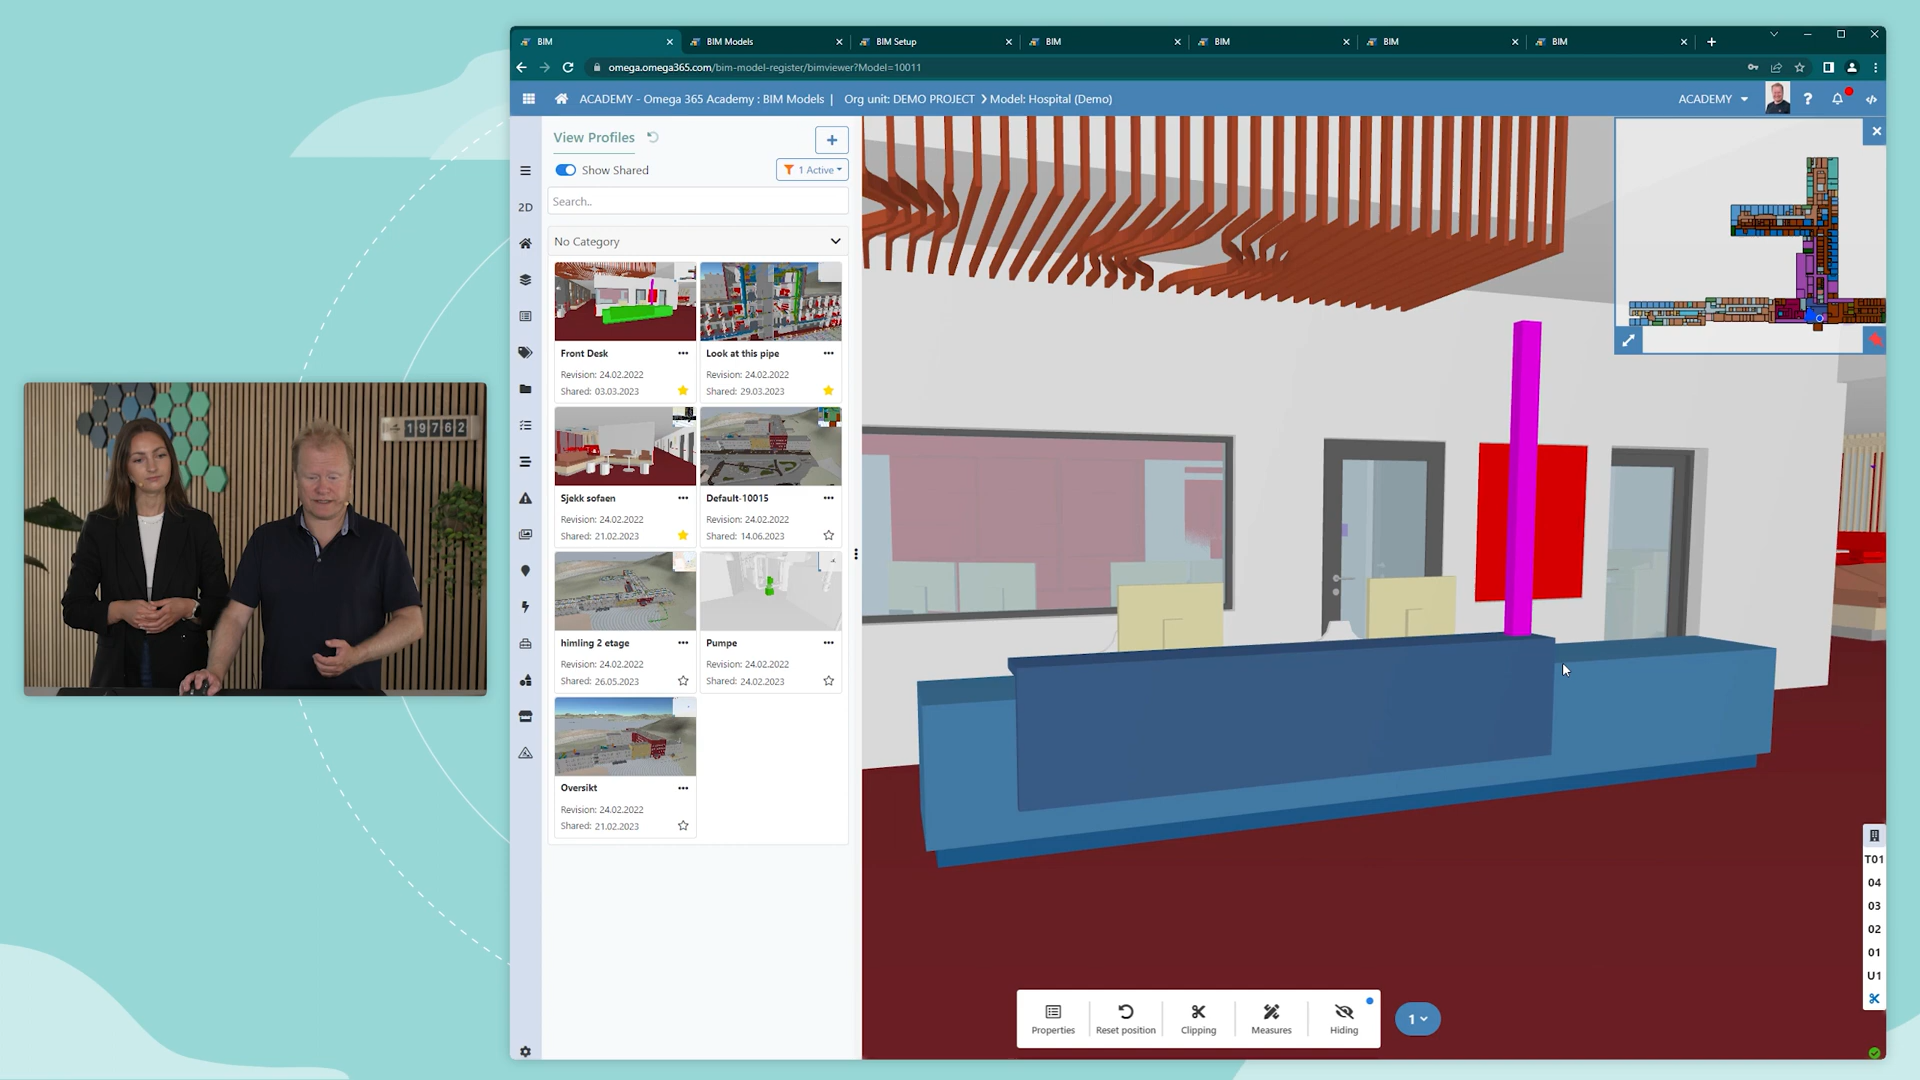 BIM
BIM Models
BIM Setup
BIM
BIM
BIM
BIM
omega.omega365.com/bim-model-register/bimviewer?Model=10011
ACADEMY - Omega 365 Academy : BIM Models | Org unit: DEMO PROJECT > Model: Hospital (Demo)
ACADEMY
View Profiles
Show Shared
1 Active
2D
Search..
No Category
Front Desk
Revision: 24.02.2022
Shared: 03.03.2023
Look at this pipe
Revision: 24.02.2022
Shared: 29.03.2023
Sjekk sofaen
Revision: 24.02.2022
Shared: 21.02.2023
Default-10015
Revision: 24.02.2022
Shared: 14.06.2023
himling 2 etage
Revision: 24.02.2022
Shared: 26.05.2023
Pumpe
Revision: 24.02.2022
Shared: 24.02.2023
Oversikt
Revision: 24.02.2022
Shared: 21.02.2023
19762
T01
04
03
02
01
U1
Properties
Reset position
Clipping
Measures
Hiding
1